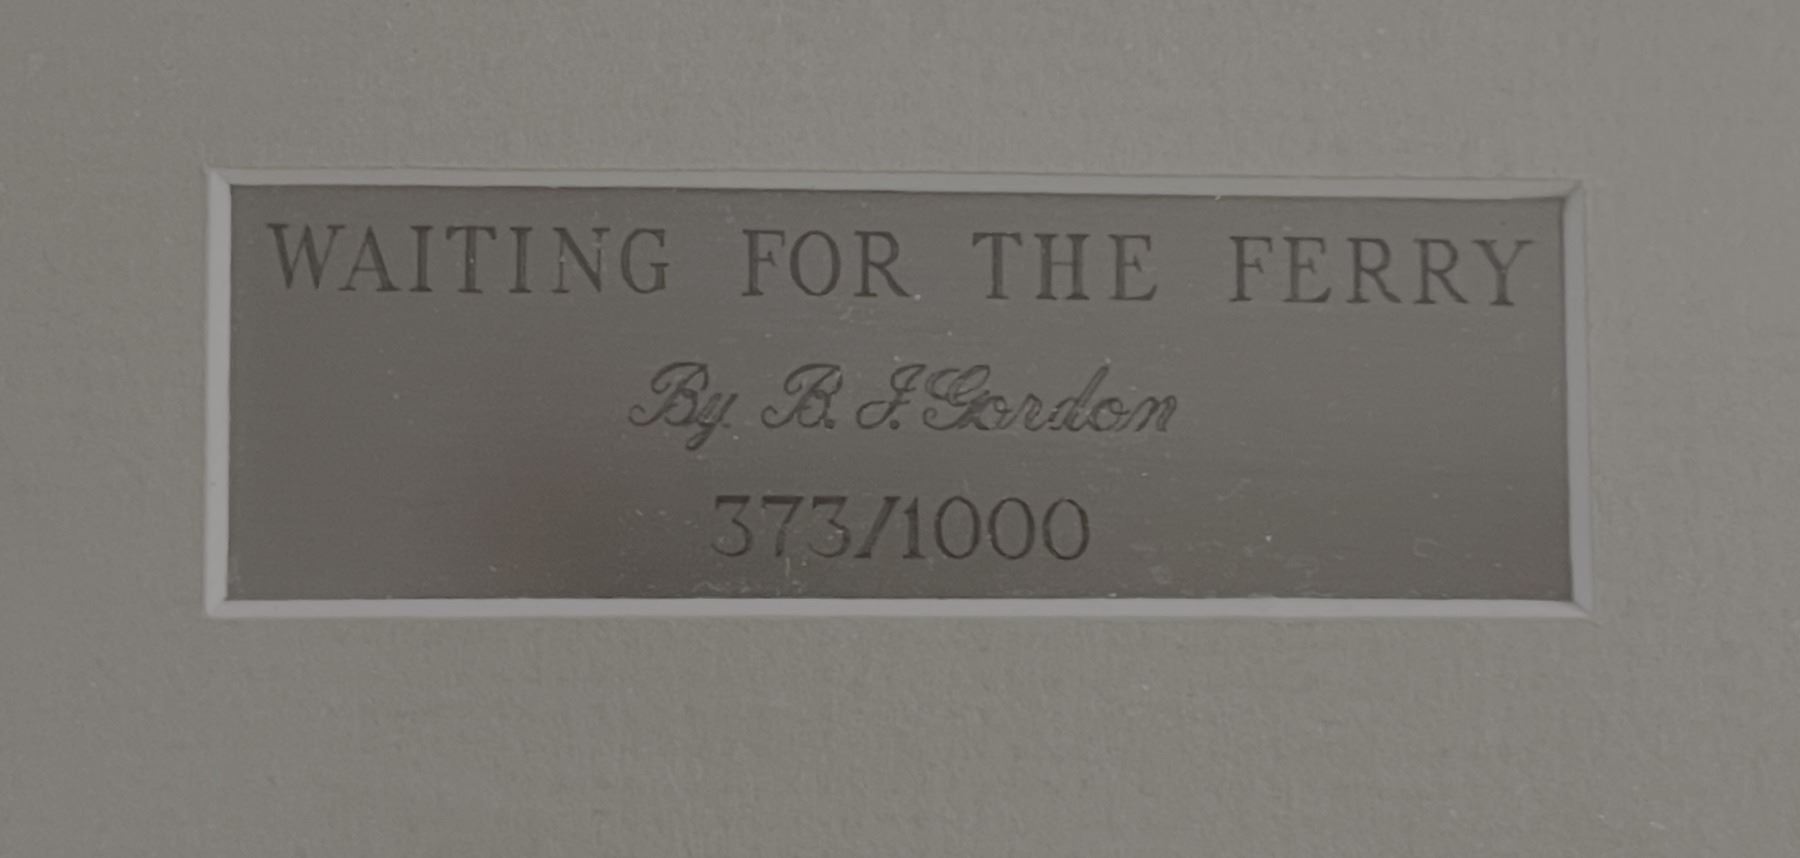 WAITING FOR THE FERRY
By B. J. Gordon
373/1000